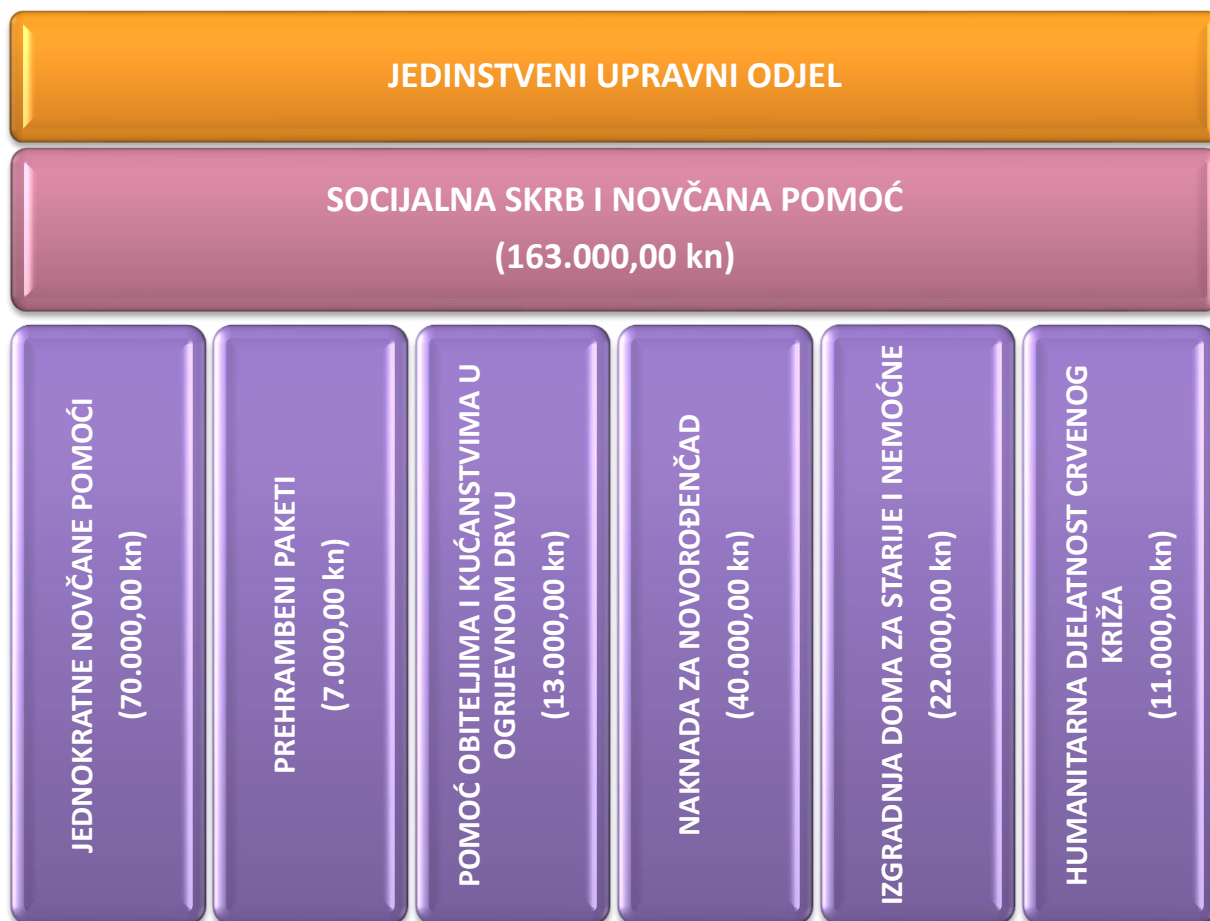 JEDINSTVENI UPRAVNI ODJEL
SOCIJALNA SKRB I NOVČANA POMOĆ
(163.000,00 kn)
JEDNOKRATNE NOVČANE POMOĆI
(70.000,00 kn)
PREHRAMBENI PAKETI
(7.000,00 kn)
POMOĆ OBITELJIMA I KUĆANSTVIMA U
OGRIJEVNOM DRVU
(13.000,00 kn)
NAKNADA ZA NOVOROĐENČAD
(40.000,00 kn)
IZGRADNJA DOMA ZA STARIJE I NEMOĆNE
(22.000,00 kn)
HUMANITARNA DJELATNOST CRVENOG
KRIŽA
(11.000,00 kn)